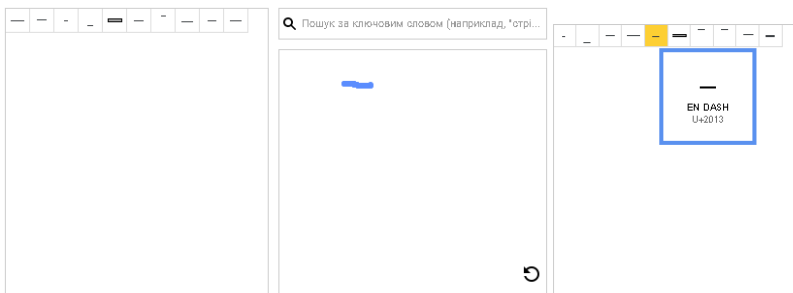 Пошук за ключовим словом (наприклад, "стрі...
EN DASH
U+2013